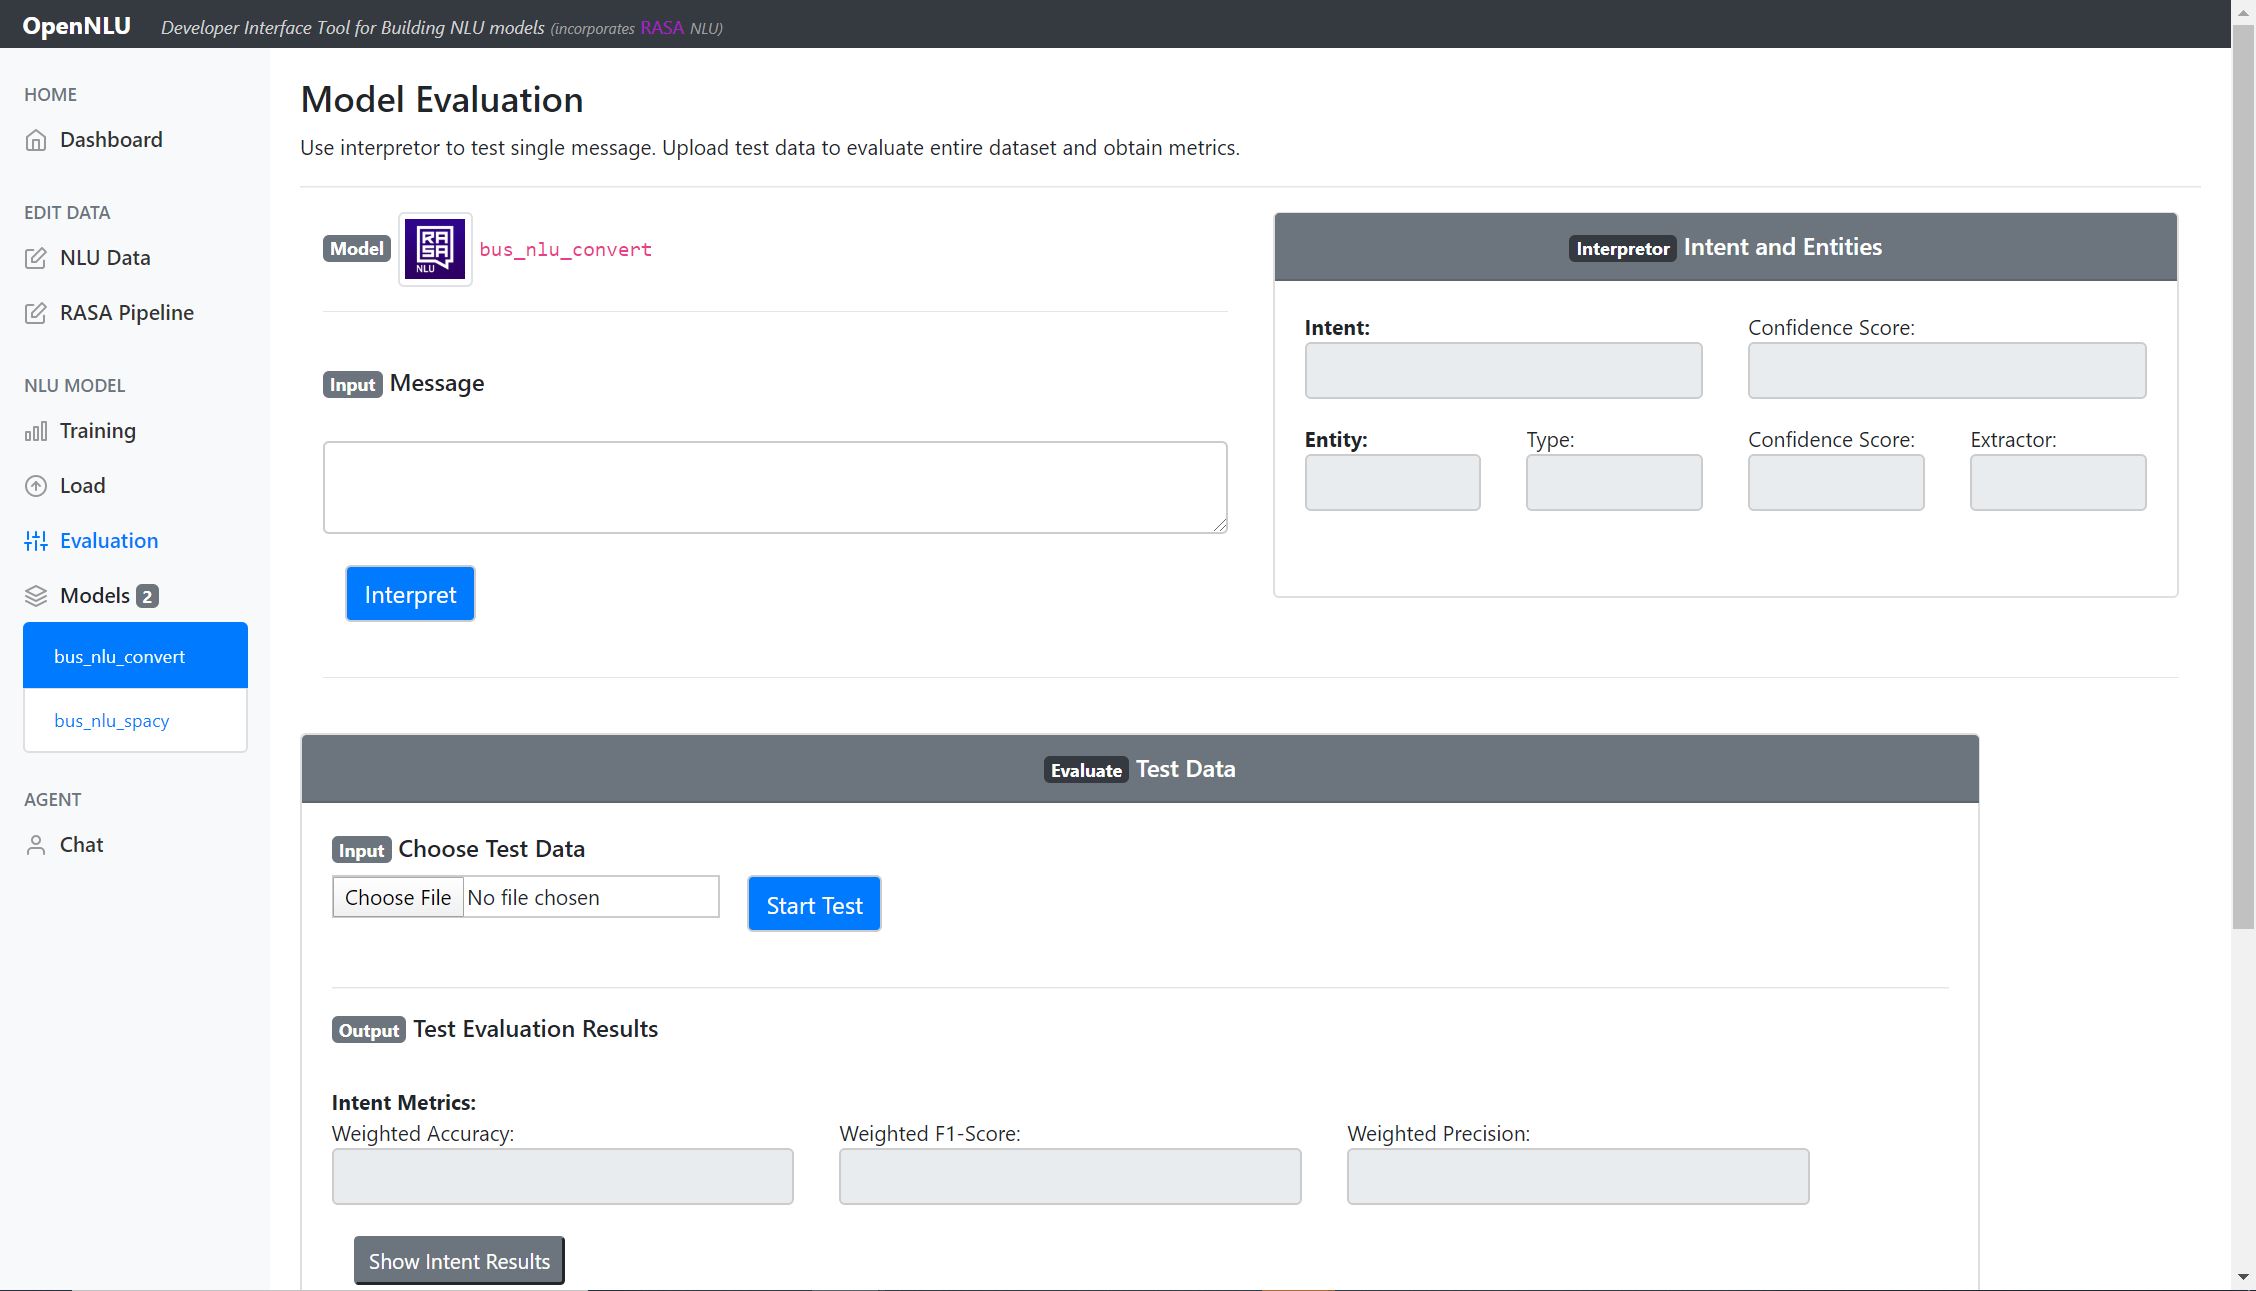 OpenNLU Developer Interface Tool for Building NLU models (incorporates RASA NLU)
HOME
Dashboard
EDIT DATA
NLU Data
RASA Pipeline
NLU MODEL
Training
Load
Evaluation
Models 2
bus_nlu_convert
bus_nlu_spacy
AGENT
Chat
Model Evaluation
Use interpretor to test single message. Upload test data to evaluate entire dataset and obtain metrics.
Model RASA NLU bus_nlu_convert
Input Message
Interpret
Interpretor Intent and Entities
Intent: Confidence Score:
Entity: Type: Confidence Score: Extractor:
Evaluate Test Data
Input Choose Test Data
Choose File No file chosen Start Test
Output Test Evaluation Results
Intent Metrics:
Weighted Accuracy: Weighted F1-Score: Weighted Precision:
Show Intent Results